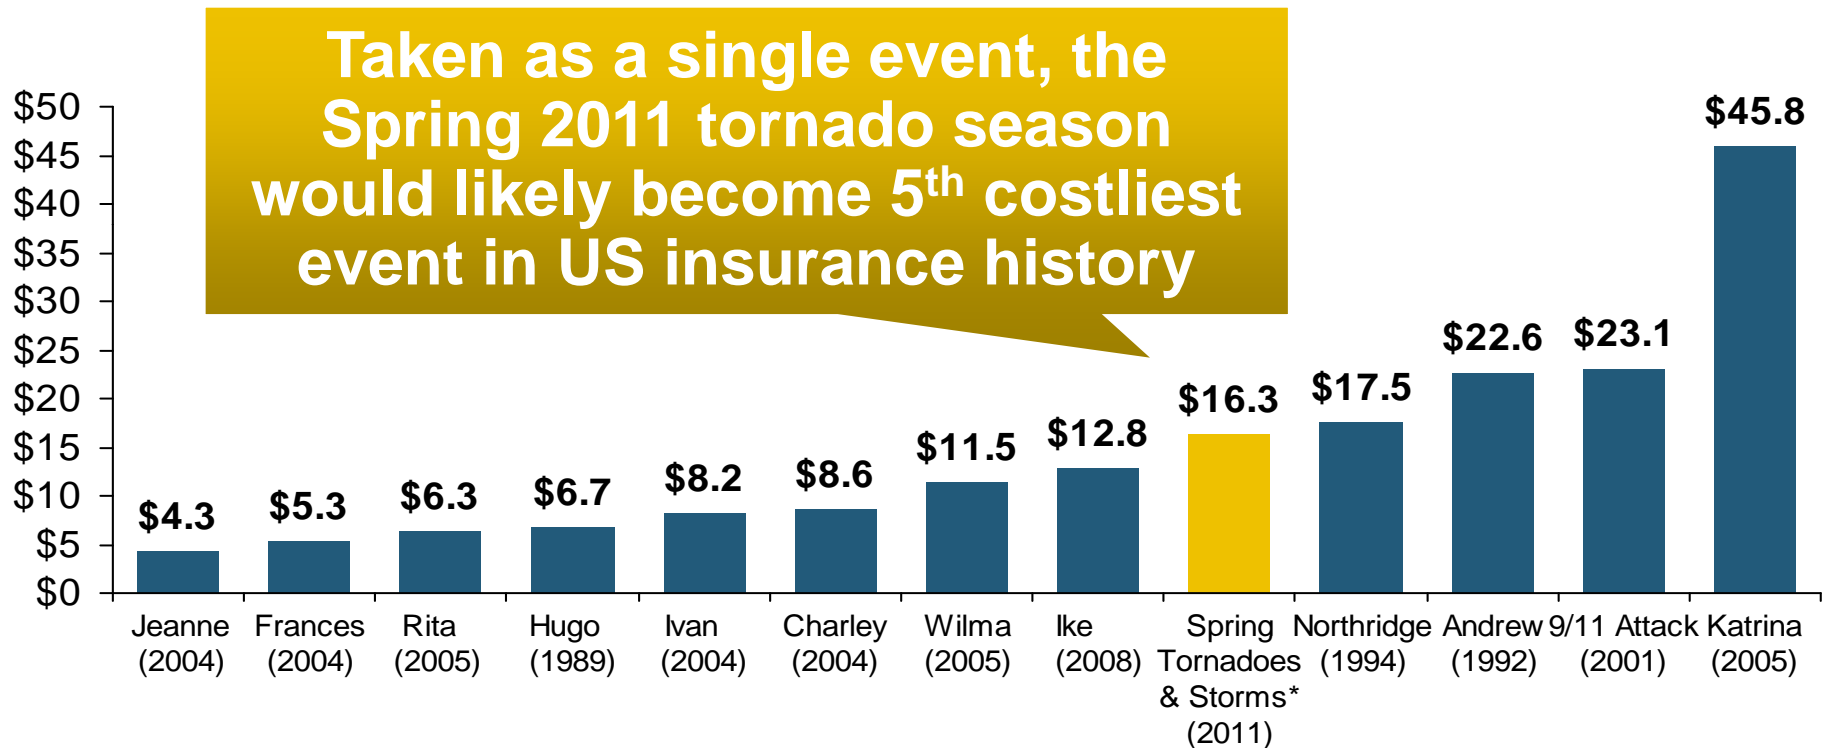 Taken as a single event, the
Spring 2011 tornado season
would likely become 5th costliest
event in US insurance history
$50
$45
$40
$35
$30
$25
$20
$15
$10
$5
$0
$4.3
$5.3
$6.3
$6.7
$8.2
$8.6
$11.5
$12.8
$16.3
$17.5
$22.6
$23.1
$45.8
Jeanne
(2004)
Frances
(2004)
Rita
(2005)
Hugo
(1989)
Ivan
(2004)
Charley
(2004)
Wilma
(2005)
Ike
(2008)
Spring
Tornadoes
& Storms*
(2011)
Northridge
(1994)
Andrew
(1992)
9/11 Attack
(2001)
Katrina
(2005)